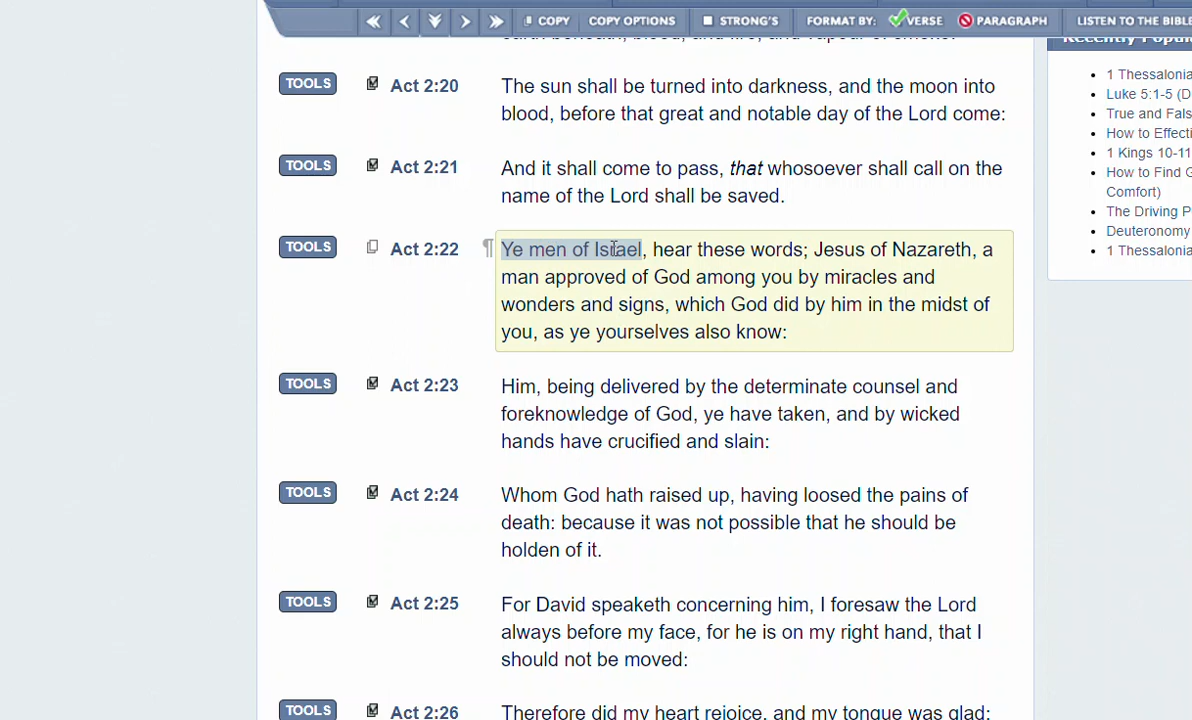 COPY COPY OPTIONS STRONG'S FORMAT BY: VERSE PARAGRAPH LISTEN TO THE BIBLE
TOOLS Act 2:20 The sun shall be turned into darkness, and the moon into
blood, before that great and notable day of the Lord come:
TOOLS Act 2:21 And it shall come to pass, that whosoever shall call on the
name of the Lord shall be saved.
TOOLS Act 2:22 ¶ Ye men of Israel, hear these words; Jesus of Nazareth, a
man approved of God among you by miracles and
wonders and signs, which God did by him in the midst of
you, as ye yourselves also know:
TOOLS Act 2:23 Him, being delivered by the determinate counsel and
foreknowledge of God, ye have taken, and by wicked
hands have crucified and slain:
TOOLS Act 2:24 Whom God hath raised up, having loosed the pains of
death: because it was not possible that he should be
holden of it.
TOOLS Act 2:25 For David speaketh concerning him, I foresaw the Lord
always before my face, for he is on my right hand, that I
should not be moved:
TOOLS Act 2:26 Therefore did my heart rejoice, and my tongue was glad;
Recently Popul
• 1 Thessalonia
• Luke 5:1-5 (D
• True and Fals
• How to Effecti
• 1 Kings 10-11
• How to Find G
Comfort)
• The Driving P
• Deuteronomy
• 1 Thessalonia